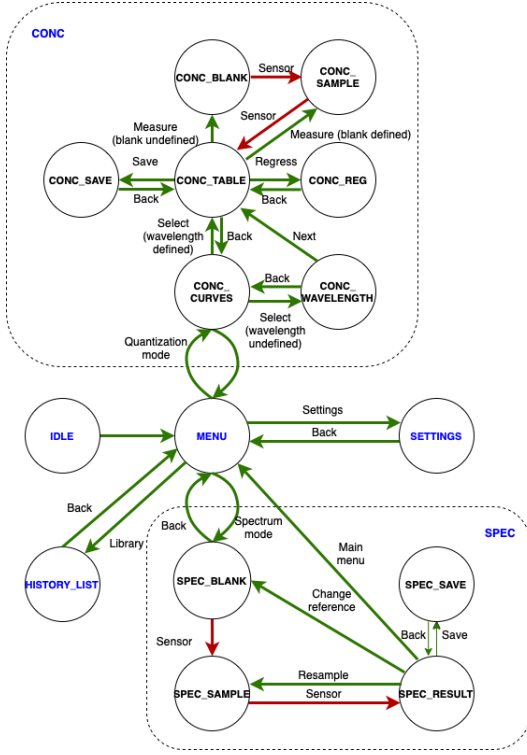 CONC
CONC_BLANK
Sensor
CONC_
SAMPLE
Sensor
Measure
(blank undefined)
Measure (blank defined)
CONC_SAVE
Save
Back
CONC_TABLE
Regress
Back
CONC_REG
Select
(wavelength
defined)
Back
Next
CONC_
CURVES
Back
CONC_
WAVELENGTH
Select
(wavelength
undefined)
Quantization
mode
IDLE
MENU
Settings
Back
SETTINGS
Back
Library
HISTORY_LIST
Back
Spectrum
mode
SPEC
Main
menu
SPEC_BLANK
Change
reference
SPEC_SAVE
Sensor
Back
Save
SPEC_SAMPLE
Resample
Sensor
SPEC_RESULT